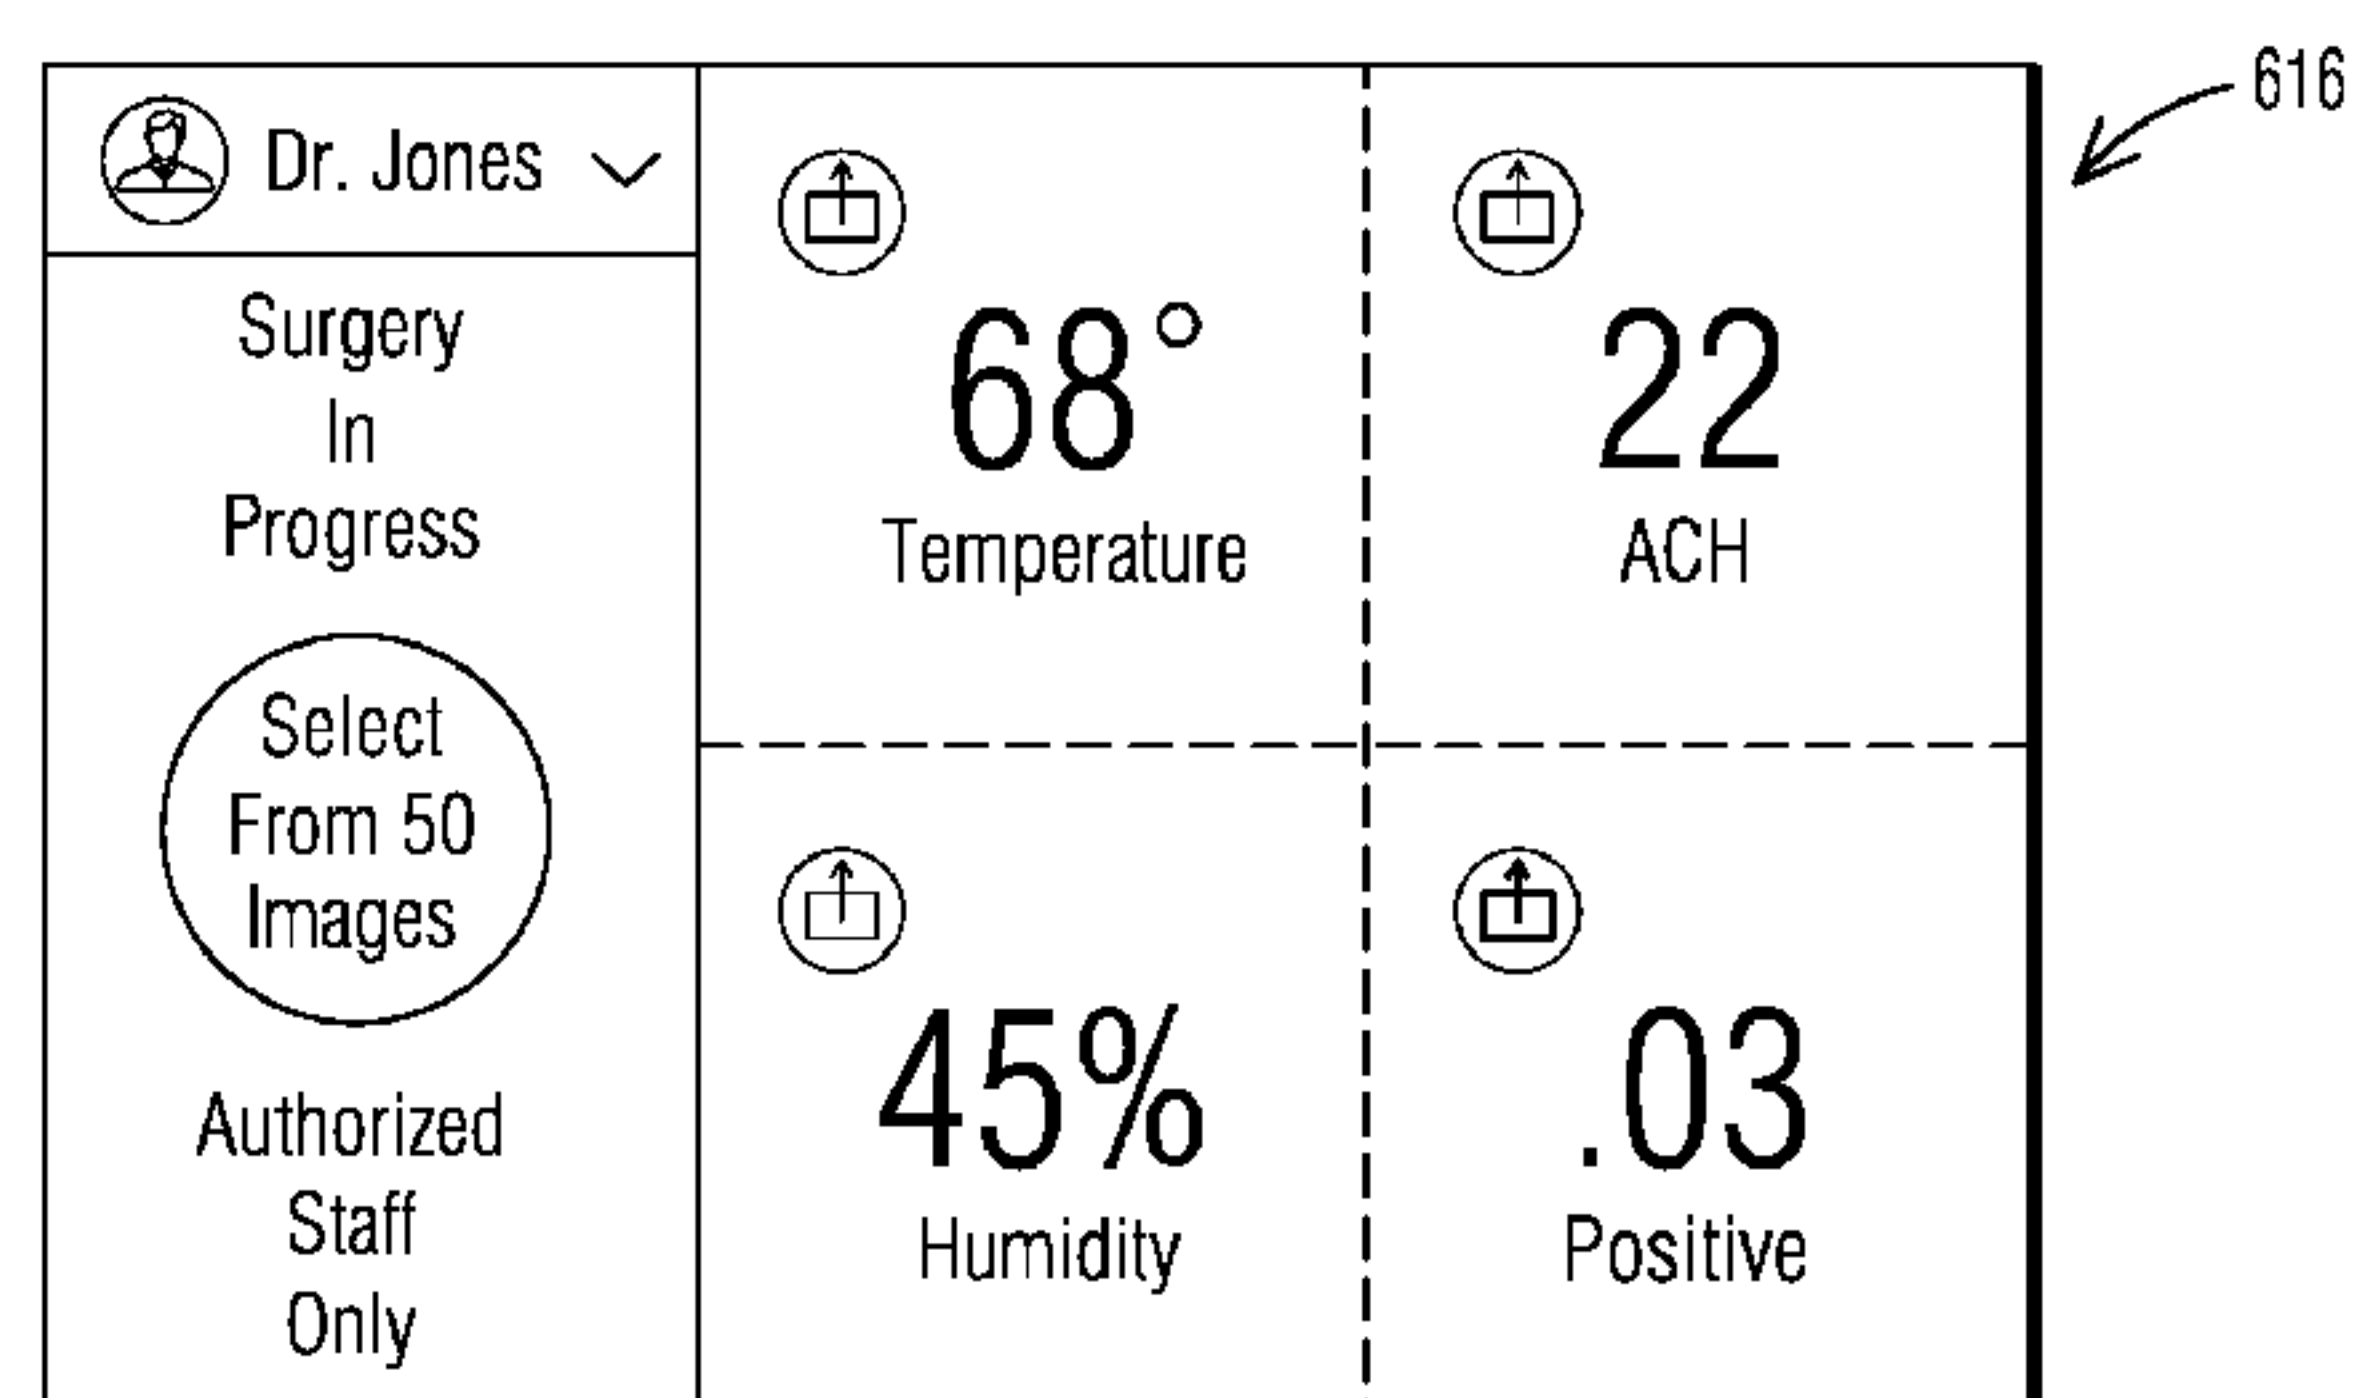 616
Dr. Jones
Surgery
In
Progress
Select
From 50
Images
Authorized
Staff
Only
68°
Temperature
22
ACH
45%
Humidity
.03
Positive